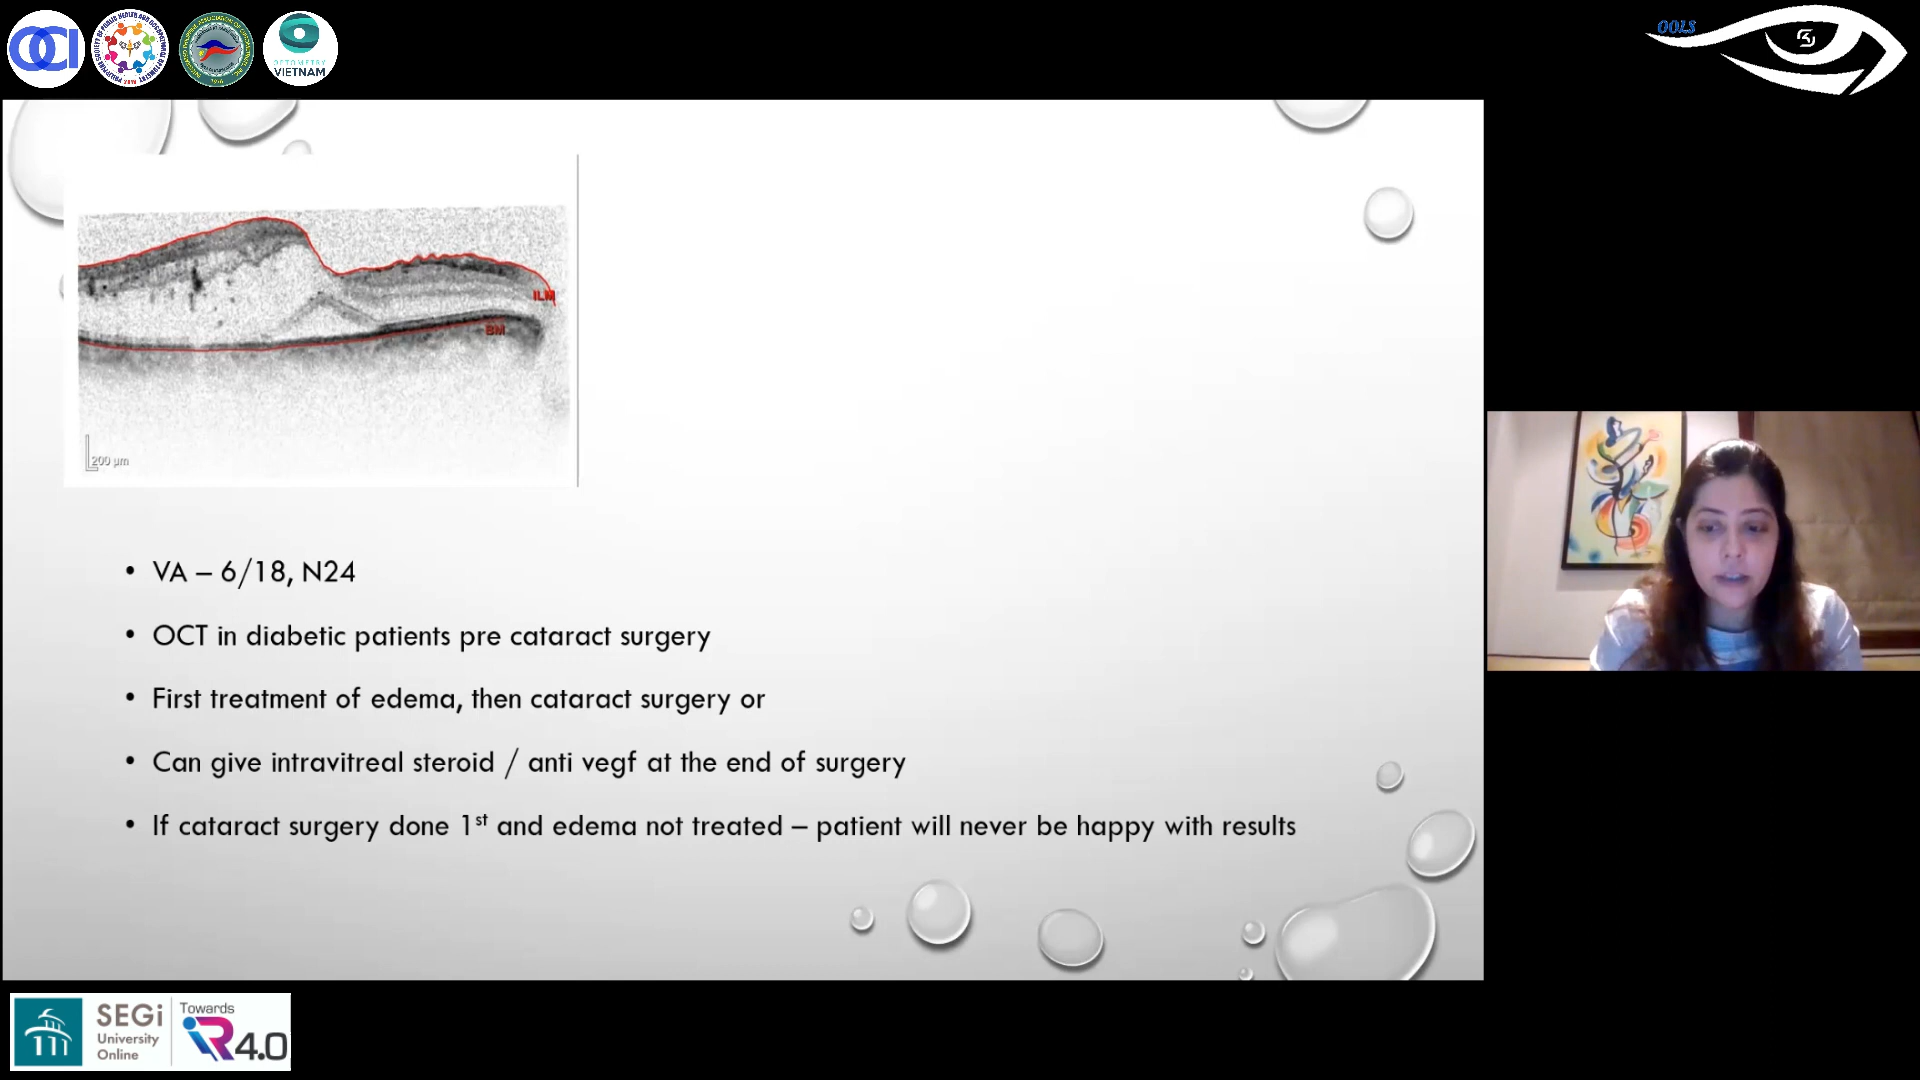 OCI
OPTOMETRY
VIETNAM
OOLS
ILM
BM
200 µm
• VA – 6/18, N24
• OCT in diabetic patients pre cataract surgery
• First treatment of edema, then cataract surgery or
• Can give intravitreal steroid / anti vegf at the end of surgery
• If cataract surgery done 1st and edema not treated – patient will never be happy with results
SEGi
University
Online
Towards
iR4.0